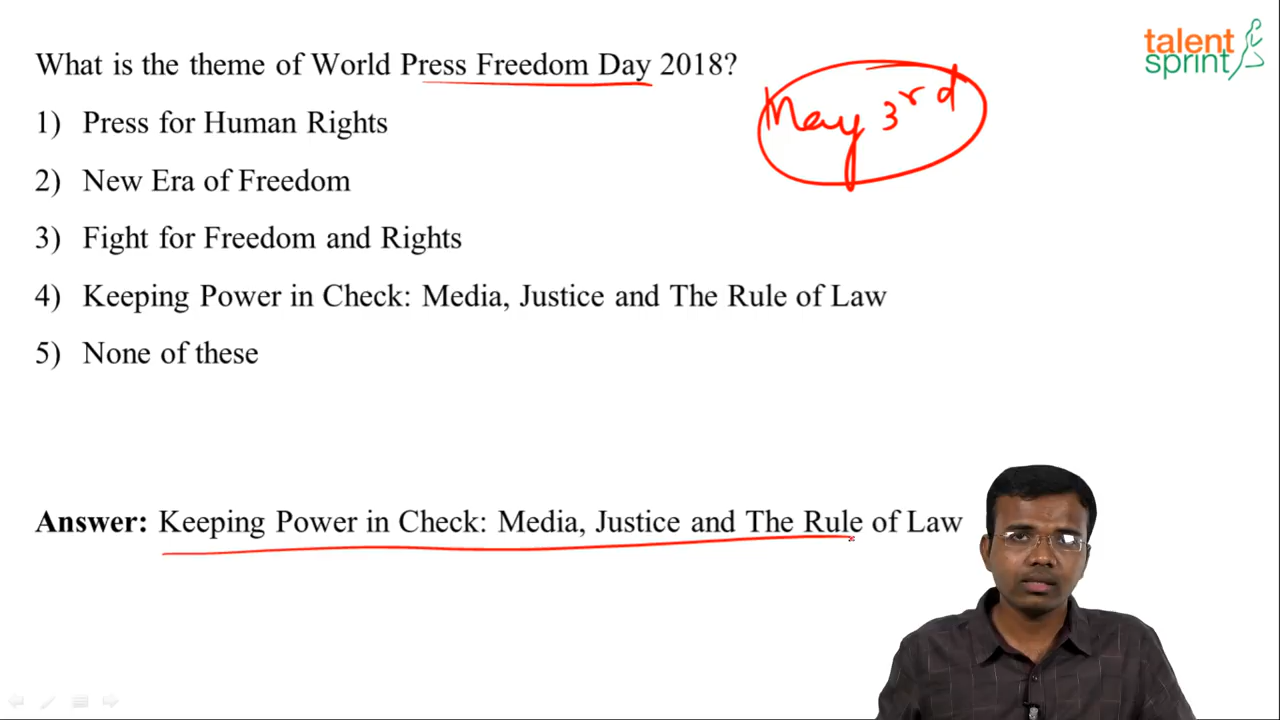 talent
sprint
What is the theme of World Press Freedom Day 2018?
May 3rd
1) Press for Human Rights
2) New Era of Freedom
3) Fight for Freedom and Rights
4) Keeping Power in Check: Media, Justice and The Rule of Law
5) None of these
Answer: Keeping Power in Check: Media, Justice and The Rule of Law